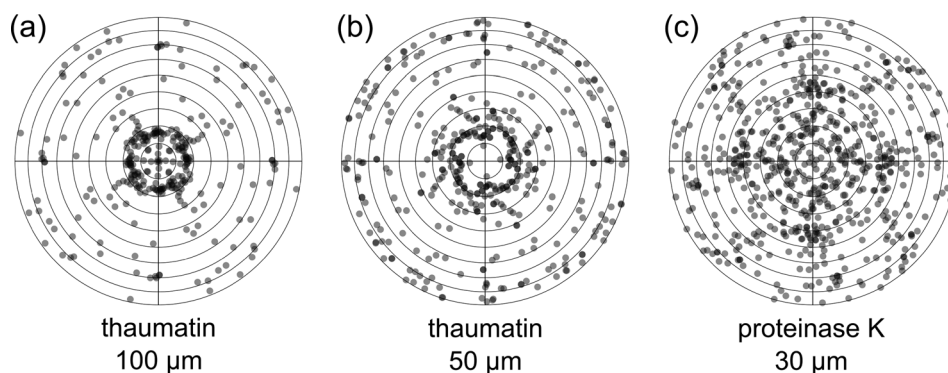 (a)
(b)
(c)
thaumatin
100 µm
thaumatin
50 µm
proteinase K
30 µm